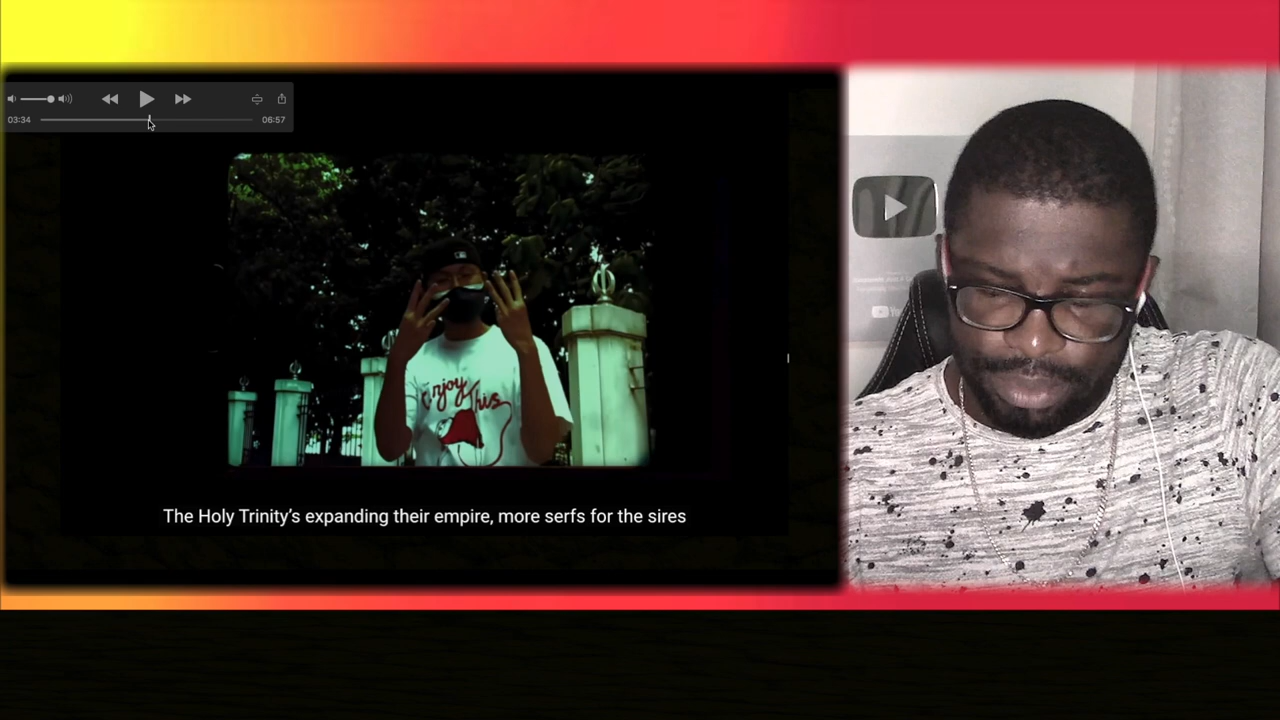 03:34
06:57
Enjoy
This
The Holy Trinity's expanding their empire, more serfs for the sires